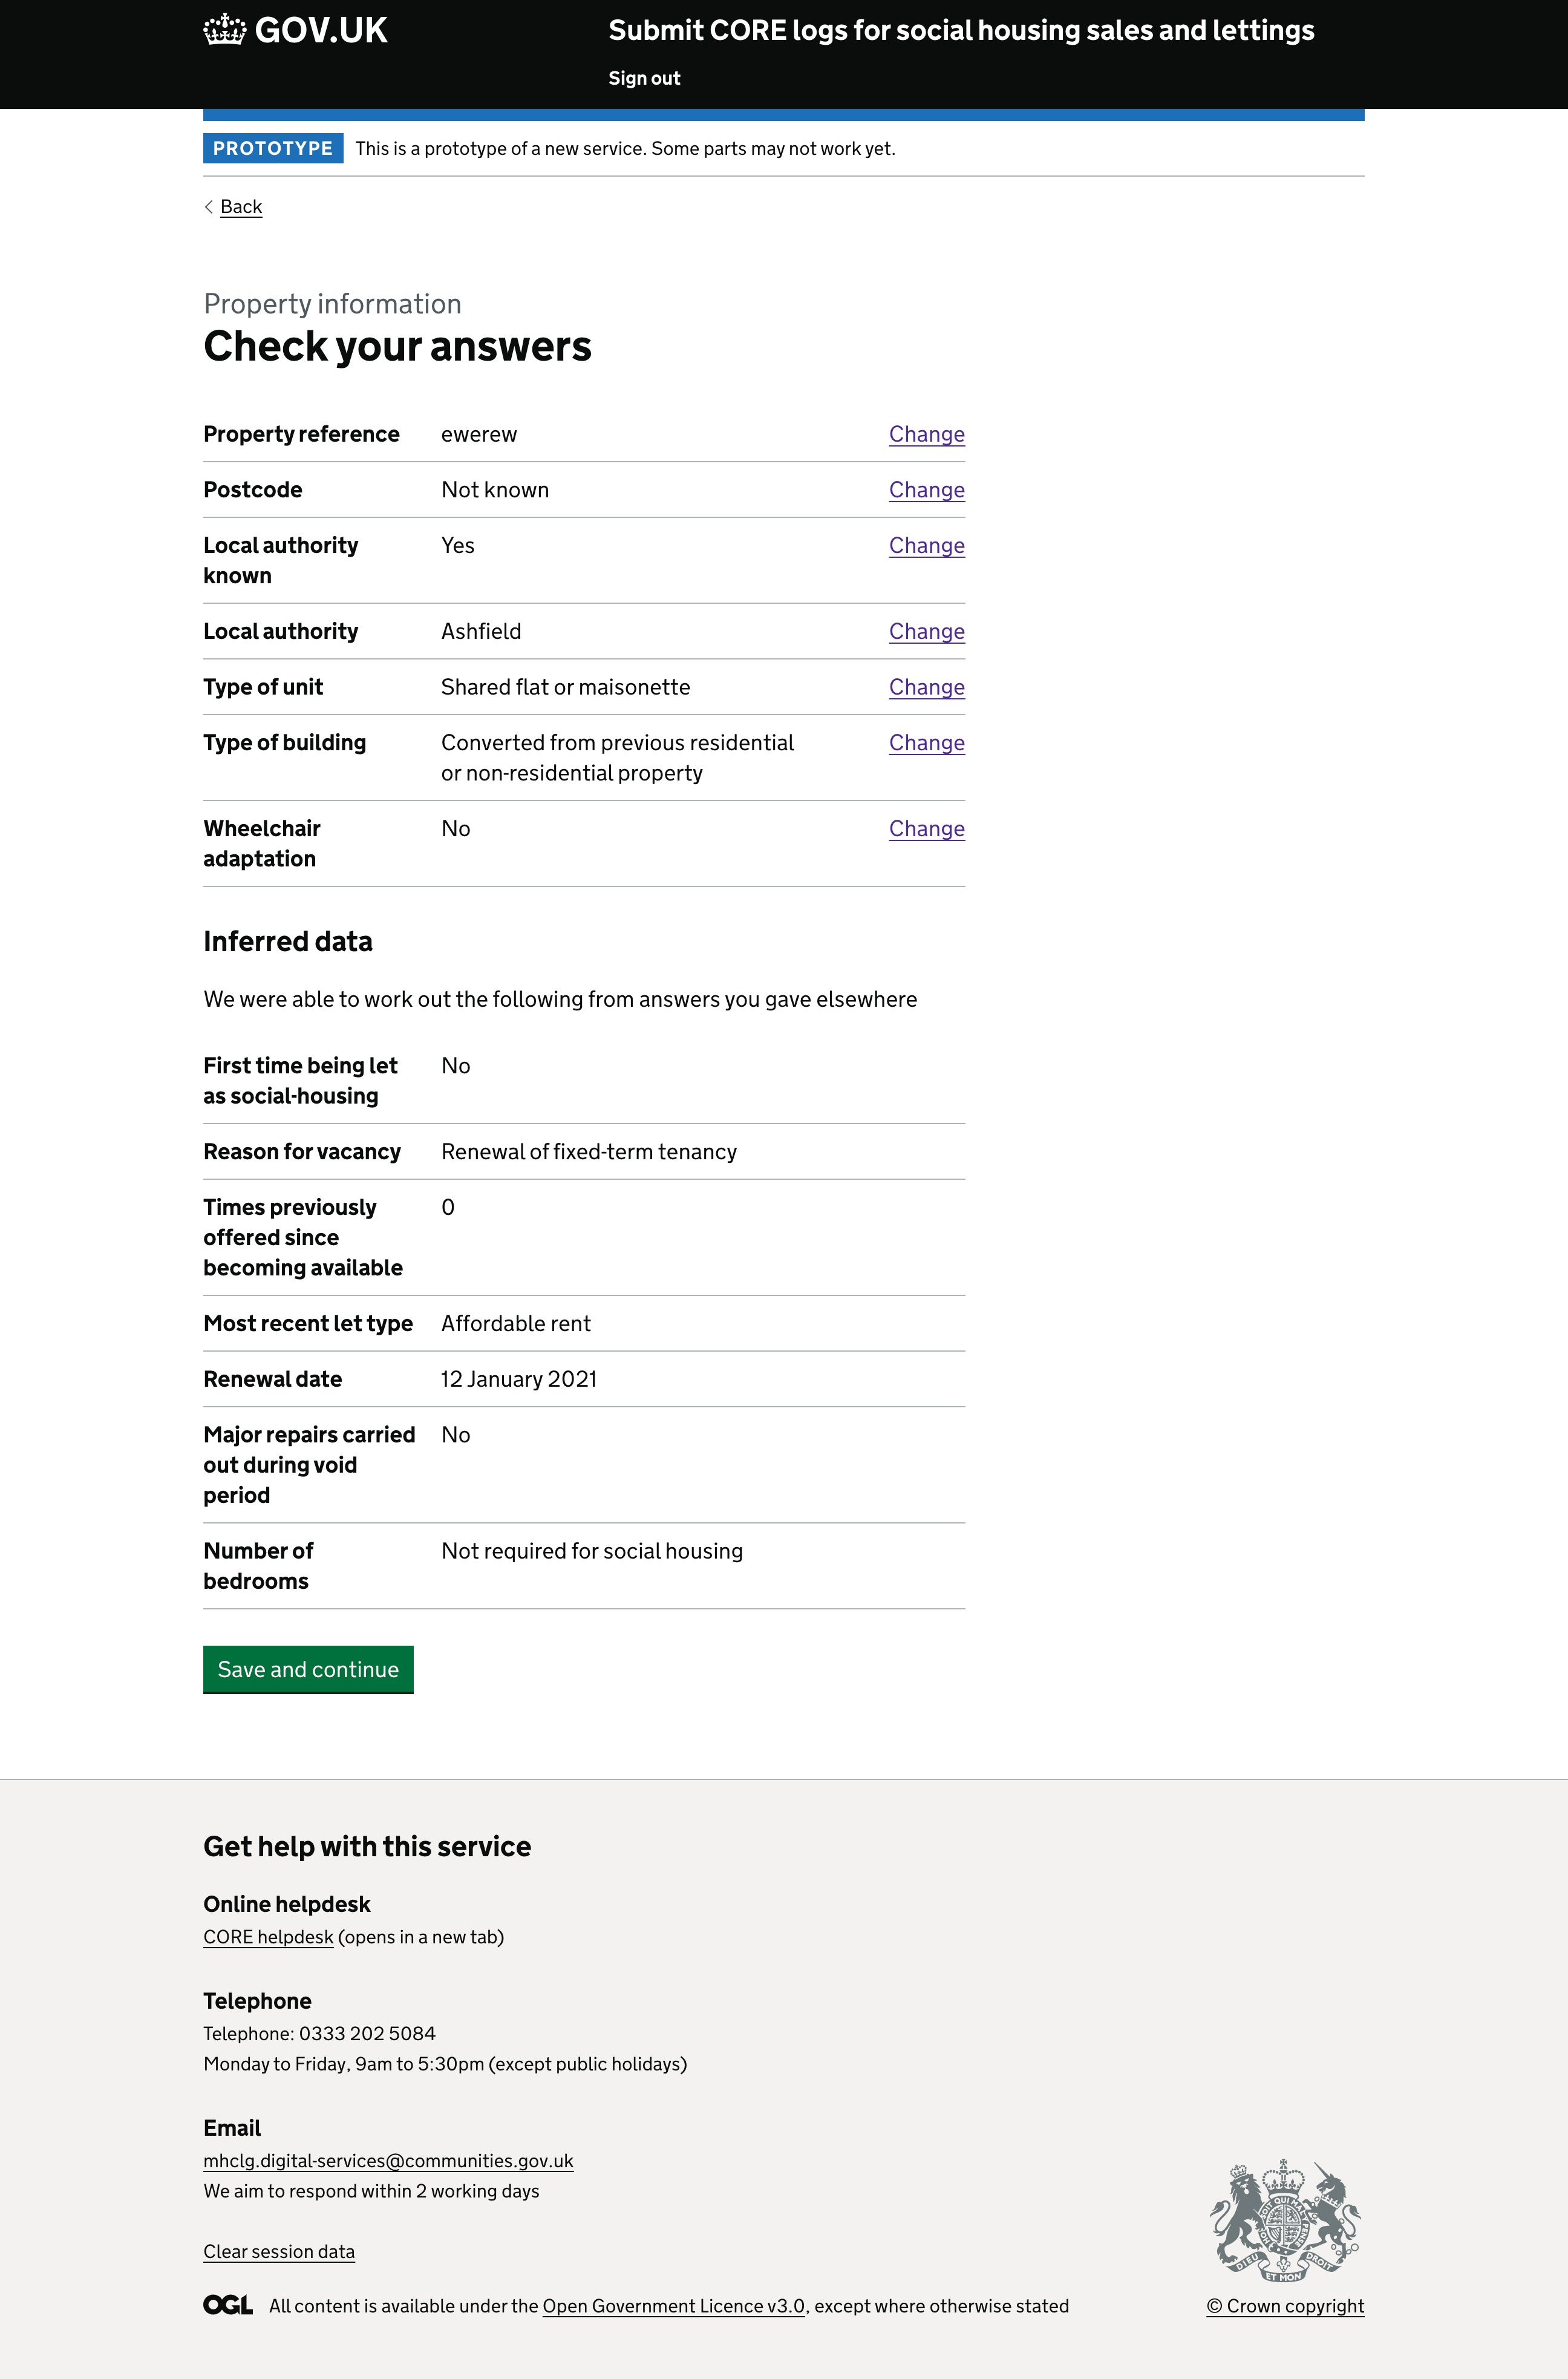 GOV.UK
Submit CORE logs for social housing sales and lettings
Sign out
PROTOTYPE
This is a prototype of a new service. Some parts may not work yet.
Back
Property information
Check your answers
Property reference
ewerew
Change
Postcode
Not known
Change
Local authority
known
Yes
Change
Local authority
Ashfield
Change
Type of unit
Shared flat or maisonette
Change
Type of building
Converted from previous residential
or non-residential property
Change
Wheelchair
adaptation
No
Change
Inferred data
We were able to work out the following from answers you gave elsewhere
First time being let
as social-housing
No
Reason for vacancy
Renewal of fixed-term tenancy
Times previously
offered since
becoming available
0
Most recent let type
Affordable rent
Renewal date
12 January 2021
Major repairs carried
out during void
period
No
Number of
bedrooms
Not required for social housing
Save and continue
Get help with this service
Online helpdesk
CORE helpdesk (opens in a new tab)
Telephone
Telephone: 0333 202 5084
Monday to Friday, 9am to 5:30pm (except public holidays)
Email
mhclg.digital-services@communities.gov.uk
We aim to respond within 2 working days
Clear session data
OGL
All content is available under the Open Government Licence v3.0, except where otherwise stated
DIEU
ET MON
DROIT
© Crown copyright